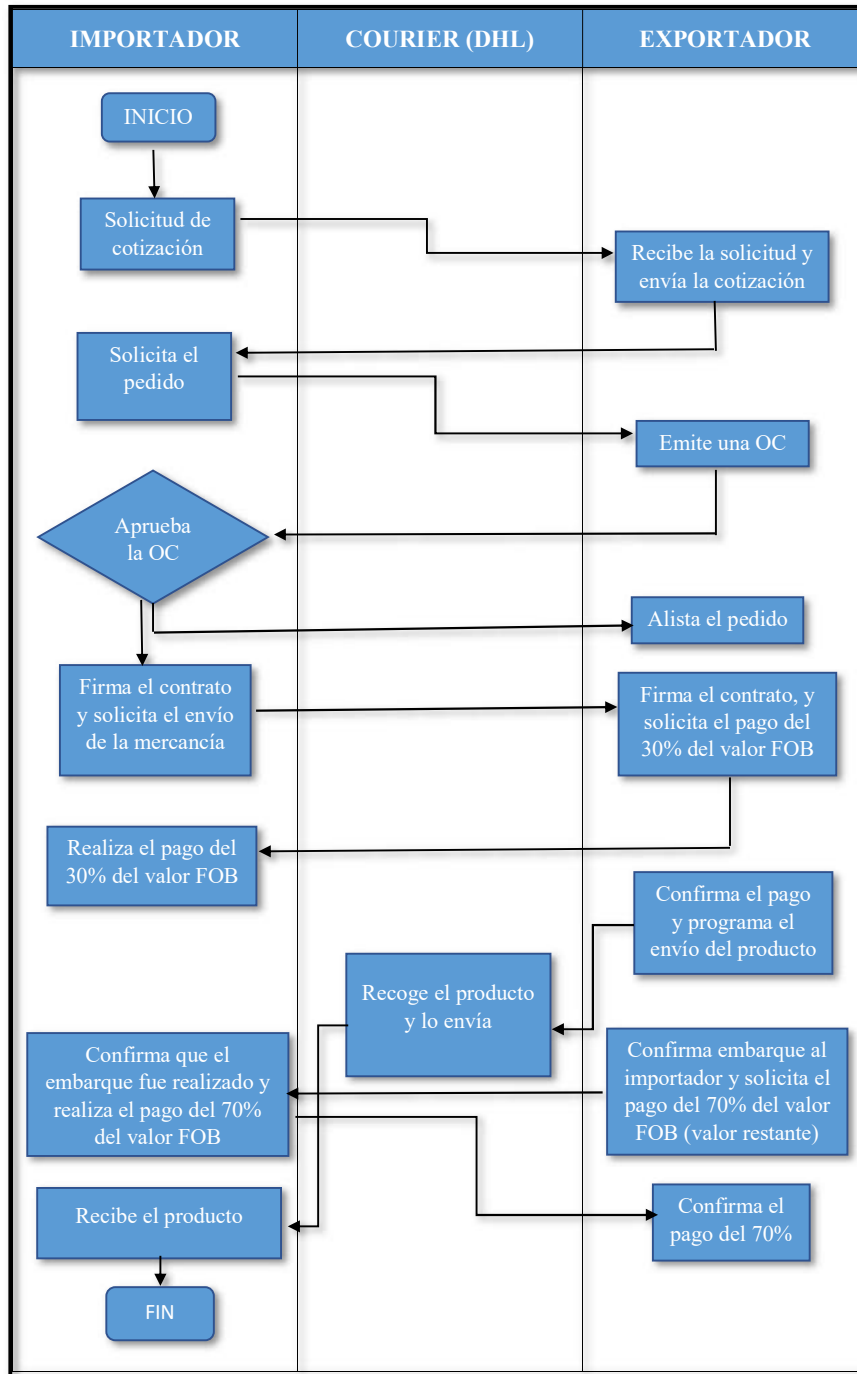 IMPORTADOR
COURIER (DHL)
EXPORTADOR
INICIO
Solicitud de
cotización
Recibe la solicitud y
envía la cotización
Solicita el
pedido
Emite una OC
Aprueba
la OC
Alista el pedido
Firma el contrato
y solicita el envío
de la mercancía
Firma el contrato, y
solicita el pago del
30% del valor FOB
Realiza el pago del
30% del valor FOB
Confirma el pago
y programa el
envío del producto
Recoge el producto
y lo envía
Confirma que el
embarque fue realizado y
realiza el pago del 70%
del valor FOB
Confirma embarque al
importador y solicita el
pago del 70% del valor
FOB (valor restante)
Recibe el producto
Confirma el
pago del 70%
FIN